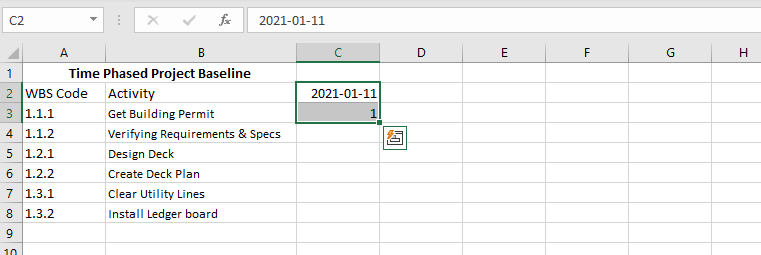 C2 fx 2021-01-11
A B C D E F G H
1 Time Phased Project Baseline
2 WBS Code Activity 2021-01-11
3 1.1.1 Get Building Permit 1
4 1.1.2 Verifying Requirements & Specs
5 1.2.1 Design Deck
6 1.2.2 Create Deck Plan
7 1.3.1 Clear Utility Lines
8 1.3.2 Install Ledger board
9
10